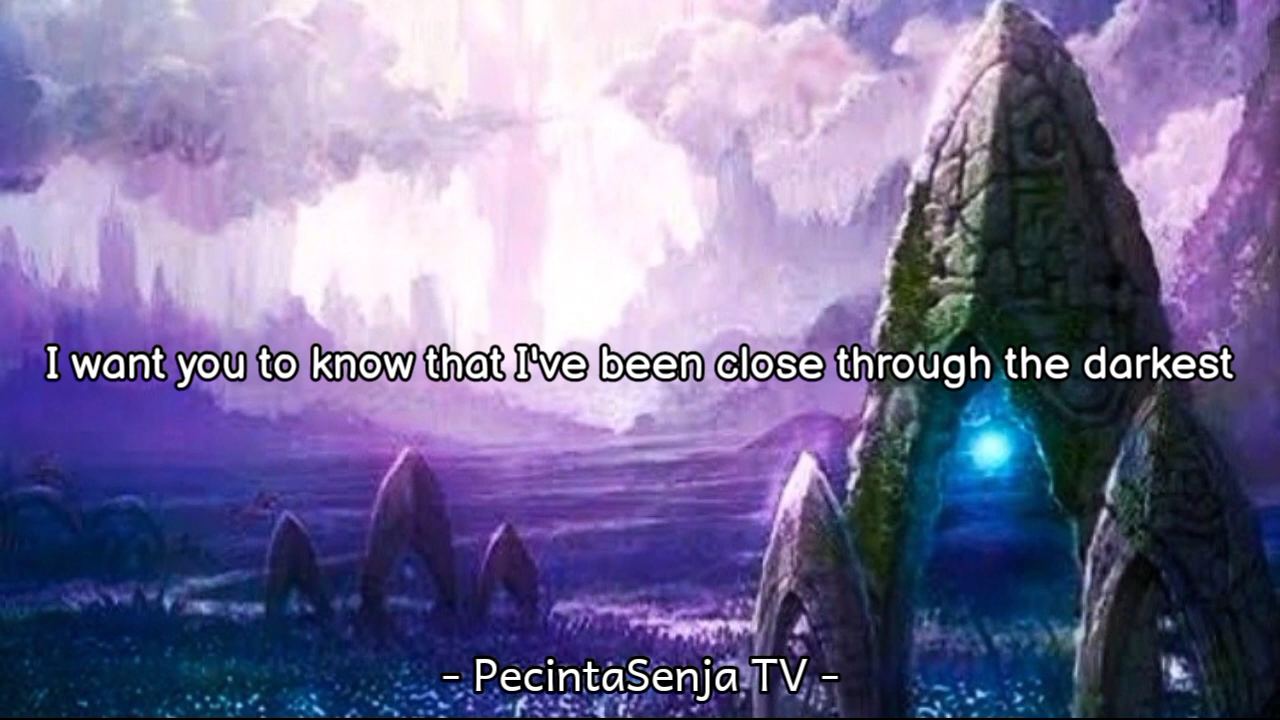 I want you to know that I've been close through the darkest
- PecintaSenja TV -